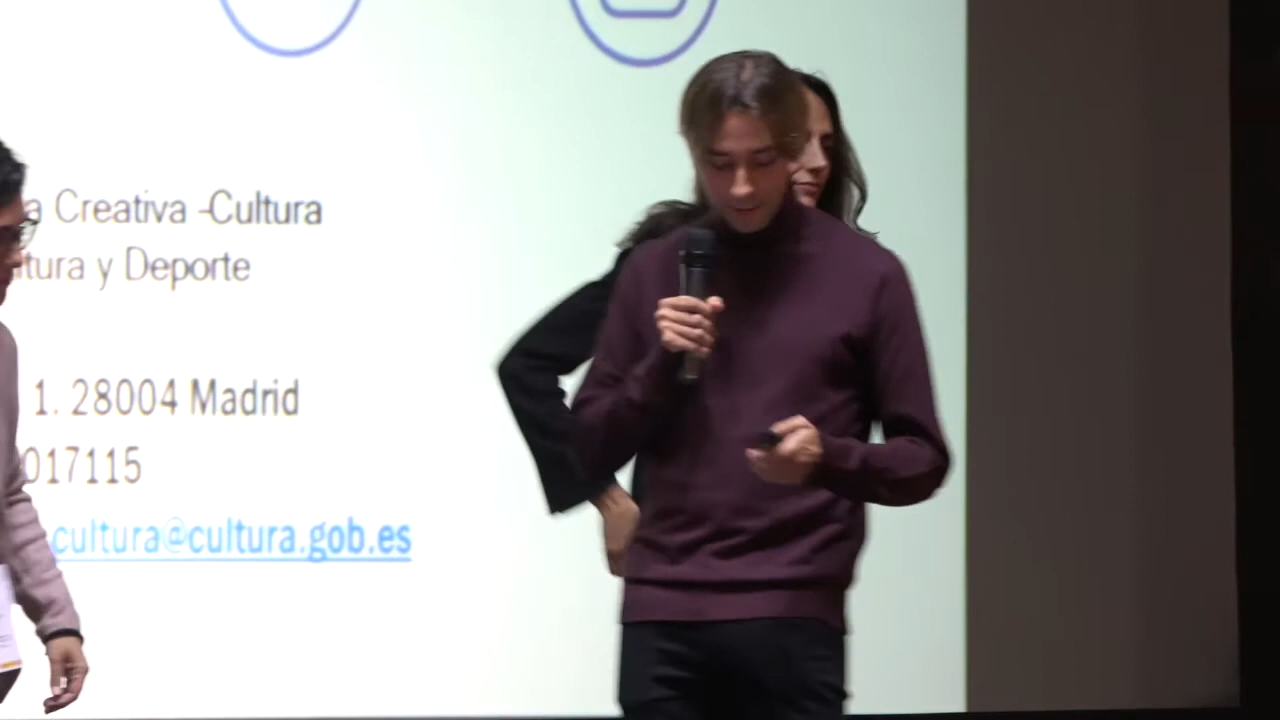 a Creativa -Cultura
ltura y Deporte
1. 28004 Madrid
017115
cultura@cultura.gob.es